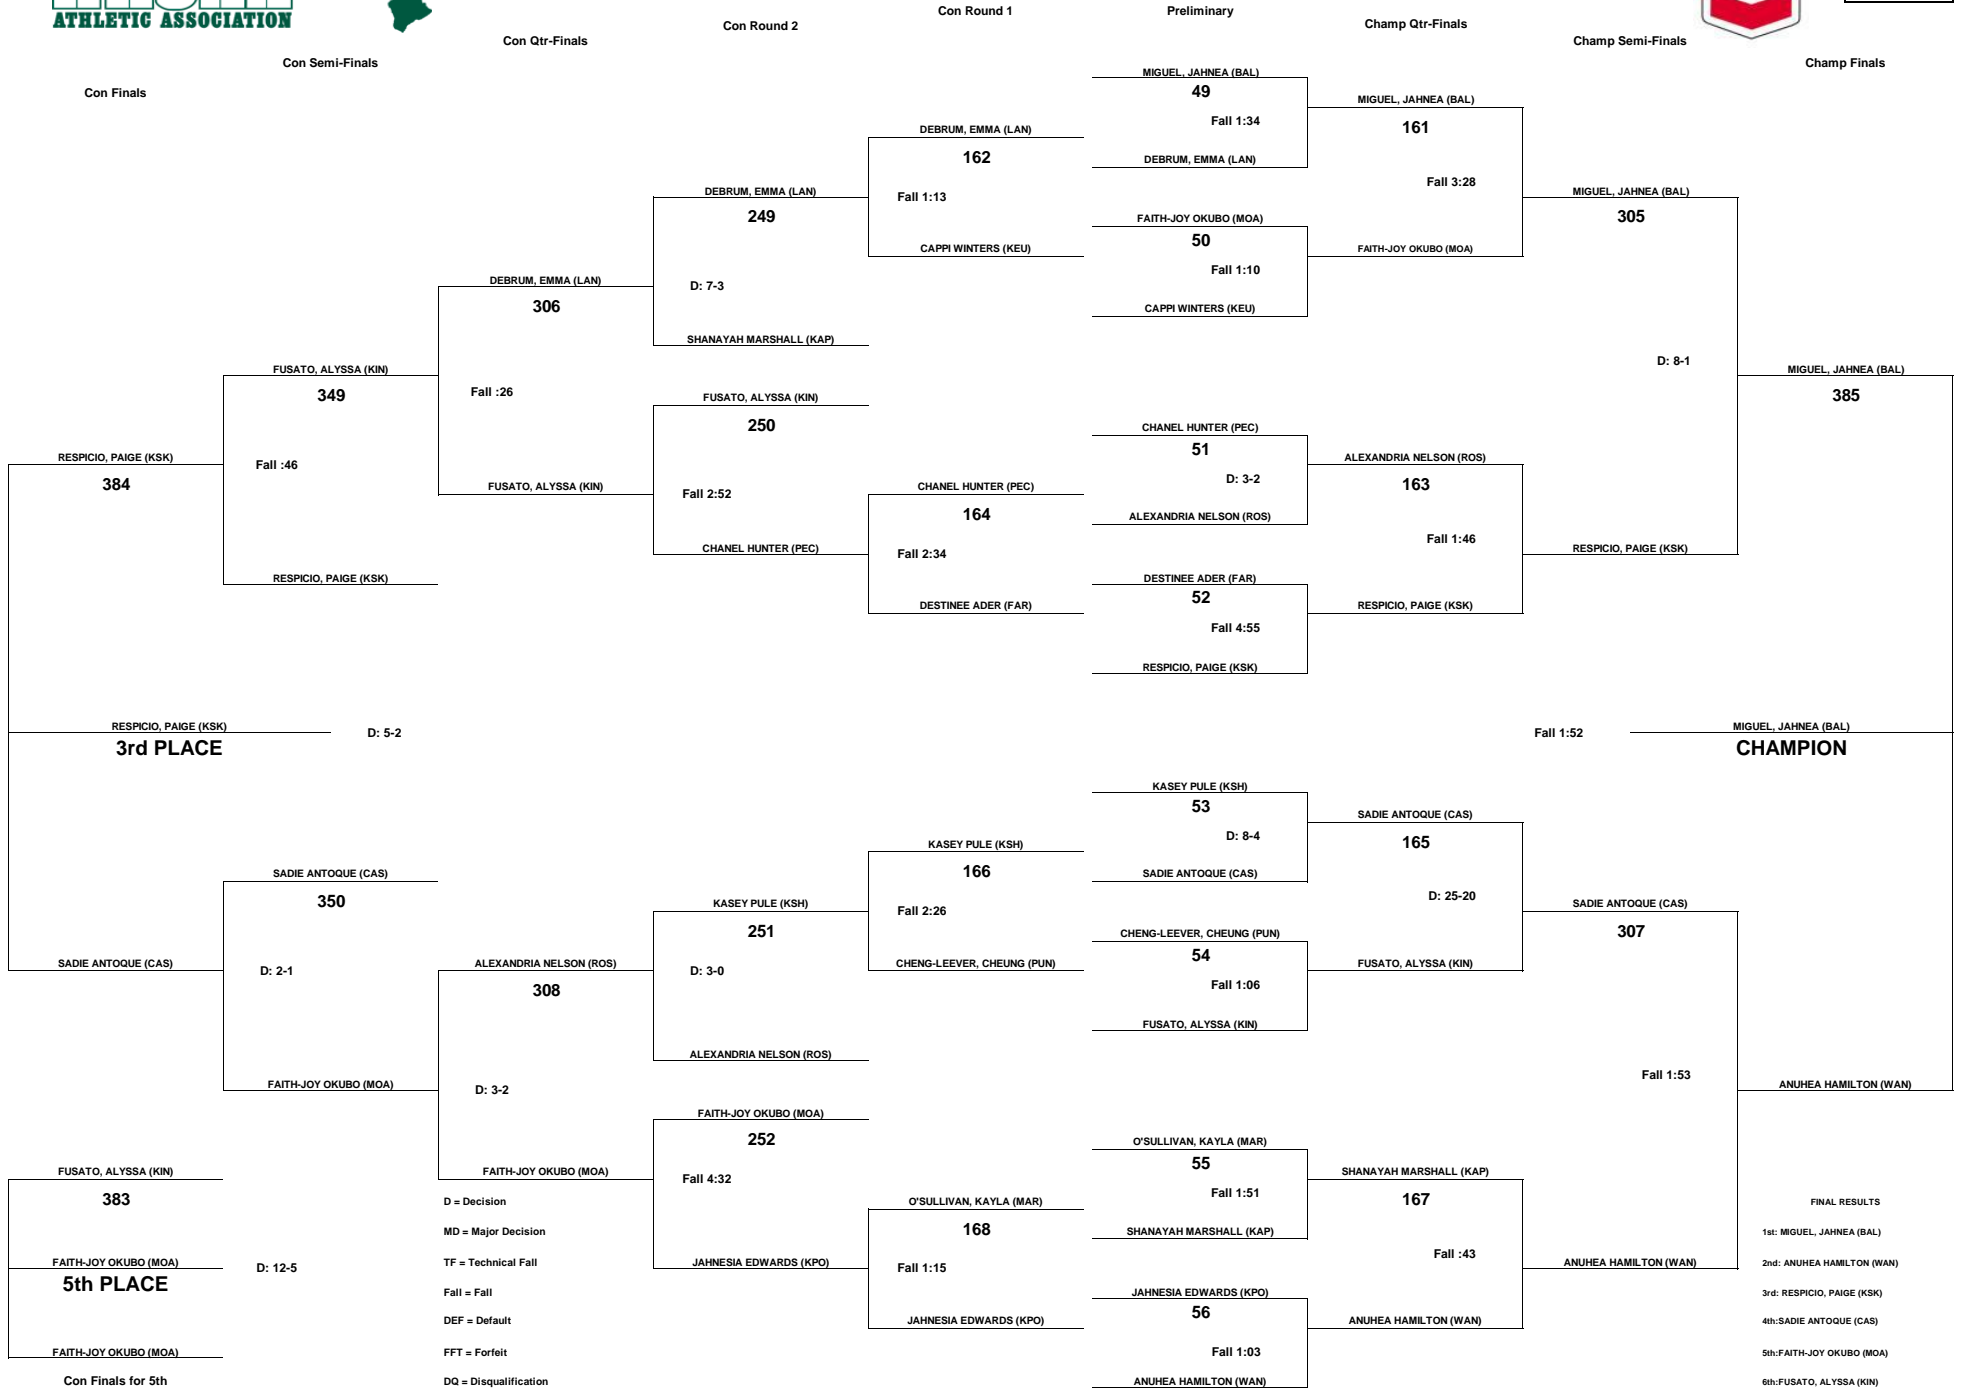 ATHLETIC ASSOCIATION
Con Finals
Con Semi-Finals
Con Qtr-Finals
Con Round 2
Con Round 1
Preliminary
Champ Qtr-Finals
Champ Semi-Finals
Champ Finals
RESPICIO, PAIGE (KSK)
384
RESPICIO, PAIGE (KSK)
3rd PLACE
D: 5-2
SADIE ANTOQUE (CAS)
FUSATO, ALYSSA (KIN)
383
FAITH-JOY OKUBO (MOA)
5th PLACE
D: 12-5
FAITH-JOY OKUBO (MOA)
Con Finals for 5th
FUSATO, ALYSSA (KIN)
349
Fall :46
RESPICIO, PAIGE (KSK)
SADIE ANTOQUE (CAS)
350
D: 2-1
FAITH-JOY OKUBO (MOA)
DEBRUM, EMMA (LAN)
306
Fall :26
FUSATO, ALYSSA (KIN)
ALEXANDRIA NELSON (ROS)
308
D: 3-2
FAITH-JOY OKUBO (MOA)
D = Decision
MD = Major Decision
TF = Technical Fall
Fall = Fall
DEF = Default
FFT = Forfeit
DQ = Disqualification
DEBRUM, EMMA (LAN)
249
D: 7-3
SHANAYAH MARSHALL (KAP)
FUSATO, ALYSSA (KIN)
250
Fall 2:52
CHANEL HUNTER (PEC)
KASEY PULE (KSH)
251
D: 3-0
ALEXANDRIA NELSON (ROS)
FAITH-JOY OKUBO (MOA)
252
Fall 4:32
JAHNESIA EDWARDS (KPO)
DEBRUM, EMMA (LAN)
162
Fall 1:13
CAPPI WINTERS (KEU)
CHANEL HUNTER (PEC)
164
Fall 2:34
DESTINEE ADER (FAR)
KASEY PULE (KSH)
166
Fall 2:26
CHENG-LEEVER, CHEUNG (PUN)
O'SULLIVAN, KAYLA (MAR)
168
Fall 1:15
JAHNESIA EDWARDS (KPO)
MIGUEL, JAHNEA (BAL)
49
Fall 1:34
DEBRUM, EMMA (LAN)
FAITH-JOY OKUBO (MOA)
50
Fall 1:10
CAPPI WINTERS (KEU)
CHANEL HUNTER (PEC)
51
D: 3-2
ALEXANDRIA NELSON (ROS)
DESTINEE ADER (FAR)
52
Fall 4:55
RESPICIO, PAIGE (KSK)
KASEY PULE (KSH)
53
D: 8-4
SADIE ANTOQUE (CAS)
CHENG-LEEVER, CHEUNG (PUN)
54
Fall 1:06
FUSATO, ALYSSA (KIN)
O'SULLIVAN, KAYLA (MAR)
55
Fall 1:51
SHANAYAH MARSHALL (KAP)
JAHNESIA EDWARDS (KPO)
56
Fall 1:03
ANUHEA HAMILTON (WAN)
MIGUEL, JAHNEA (BAL)
161
Fall 3:28
FAITH-JOY OKUBO (MOA)
ALEXANDRIA NELSON (ROS)
163
Fall 1:46
RESPICIO, PAIGE (KSK)
SADIE ANTOQUE (CAS)
165
D: 25-20
FUSATO, ALYSSA (KIN)
SHANAYAH MARSHALL (KAP)
167
Fall :43
ANUHEA HAMILTON (WAN)
MIGUEL, JAHNEA (BAL)
305
D: 8-1
RESPICIO, PAIGE (KSK)
SADIE ANTOQUE (CAS)
307
Fall 1:53
ANUHEA HAMILTON (WAN)
MIGUEL, JAHNEA (BAL)
385
Fall 1:52
MIGUEL, JAHNEA (BAL)
CHAMPION
ANUHEA HAMILTON (WAN)
FINAL RESULTS
1st: MIGUEL, JAHNEA (BAL)
2nd: ANUHEA HAMILTON (WAN)
3rd: RESPICIO, PAIGE (KSK)
4th:SADIE ANTOQUE (CAS)
5th:FAITH-JOY OKUBO (MOA)
6th:FUSATO, ALYSSA (KIN)